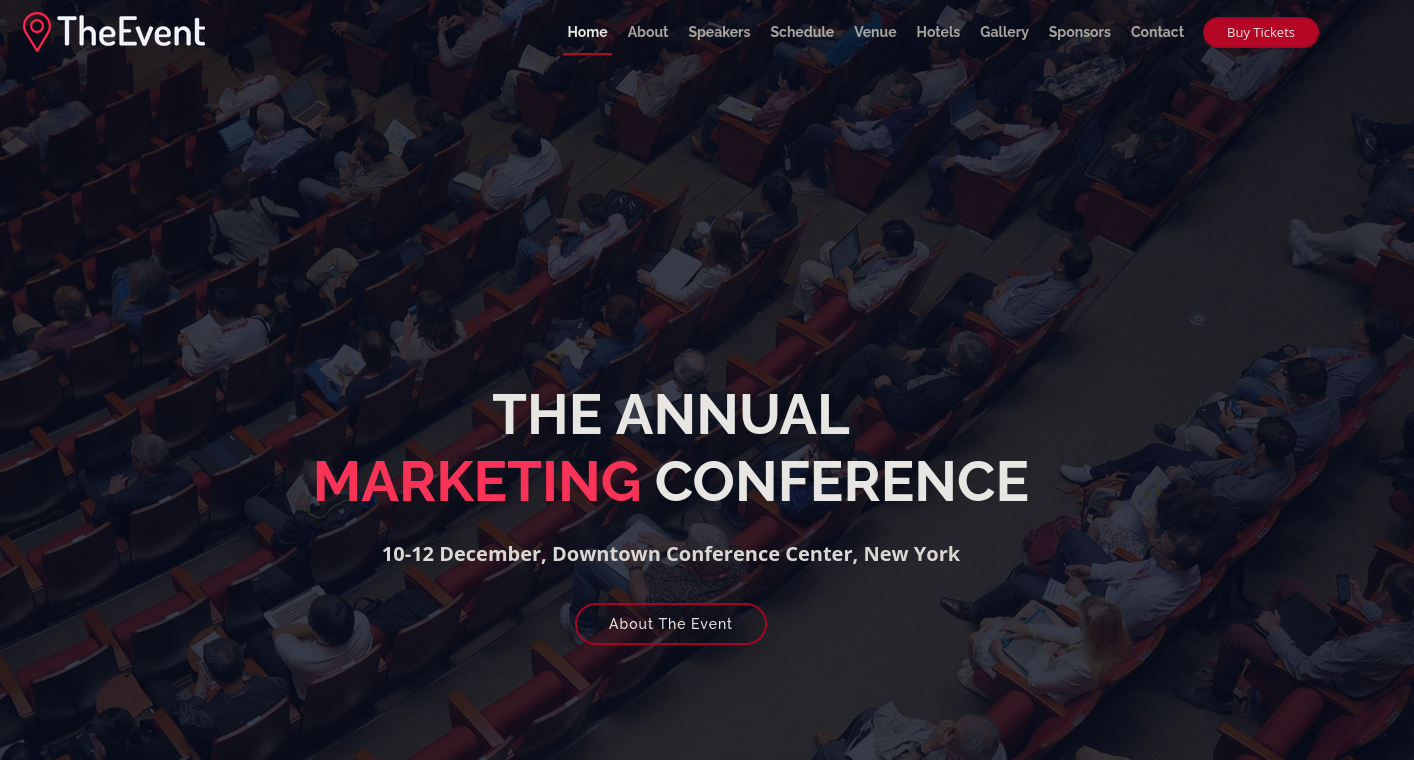 TheEvent
Home About Speakers Schedule Venue Hotels Gallery Sponsors Contact Buy Tickets
THE ANNUAL
MARKETING CONFERENCE
10-12 December, Downtown Conference Center, New York
About The Event